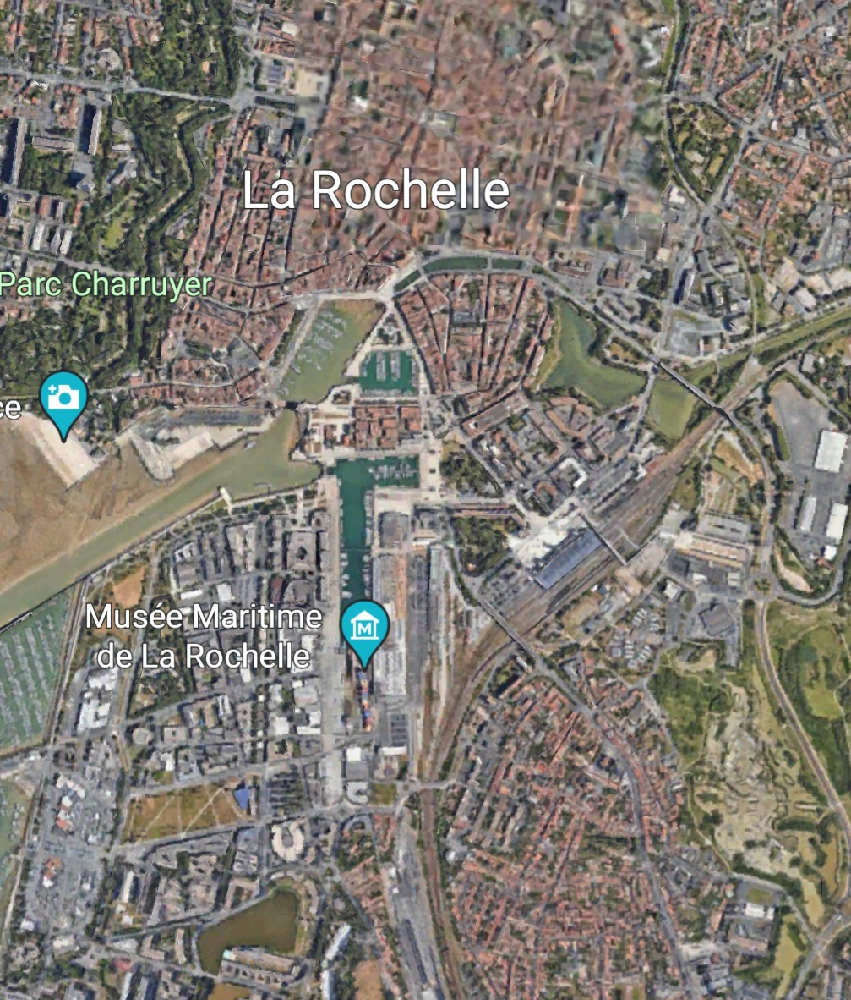 La Rochelle
Parc Charruyer
ce
Musée Maritime
de La Rochelle
M